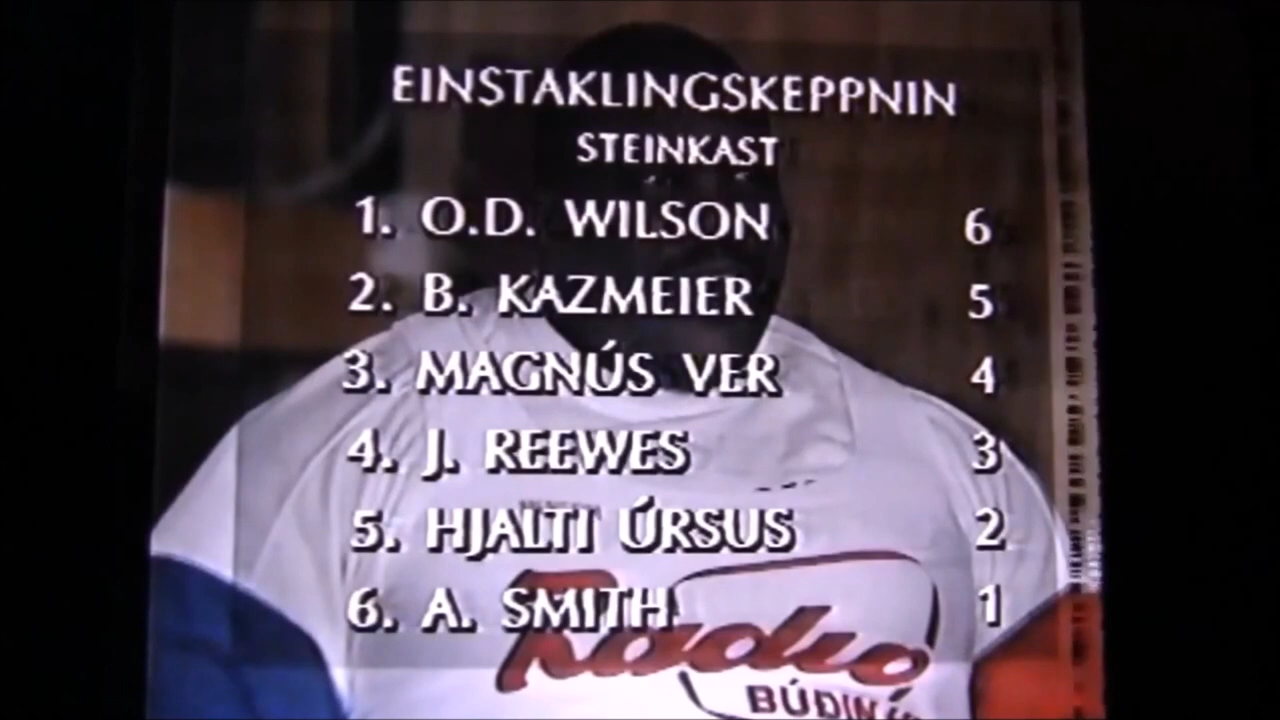 EINSTAKLINGSKEPPNIN
STEINKAST
1. O.D. WILSON 6
2. B. KAZMEIER 5
3. MAGNÚS VER 4
4. J. REEWES 3
5. HJALTI ÚRSUS 2
6. A. SMITH 1
Radio
BÚÐIN